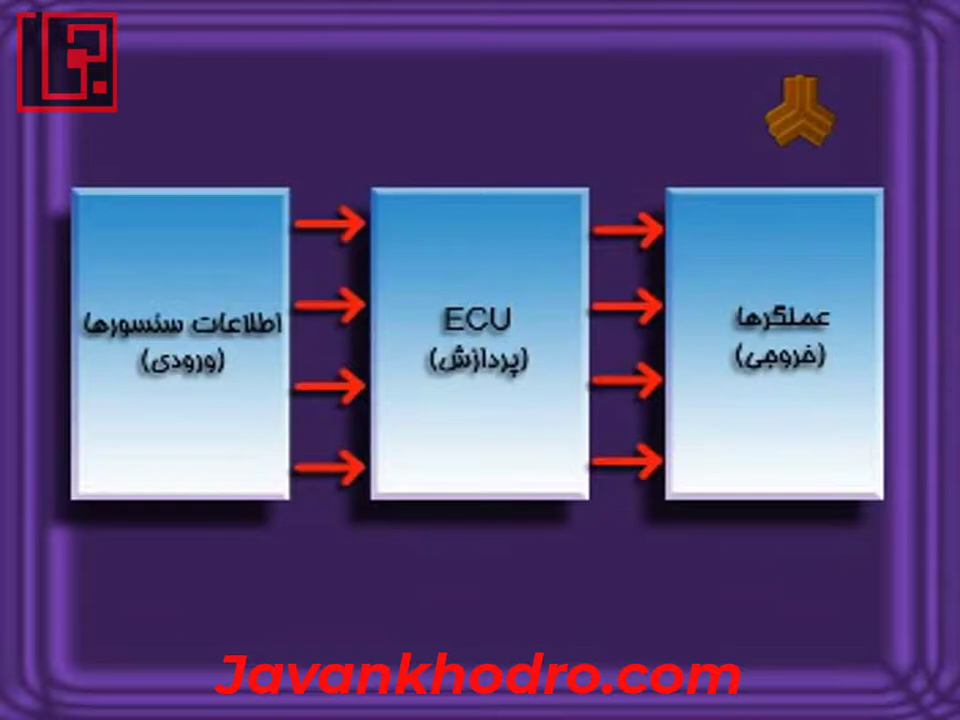 اطلاعات سنسورها
(ورودی)
ECU
(پردازش)
عملگرها
(خروجی)
Javankhodro.com